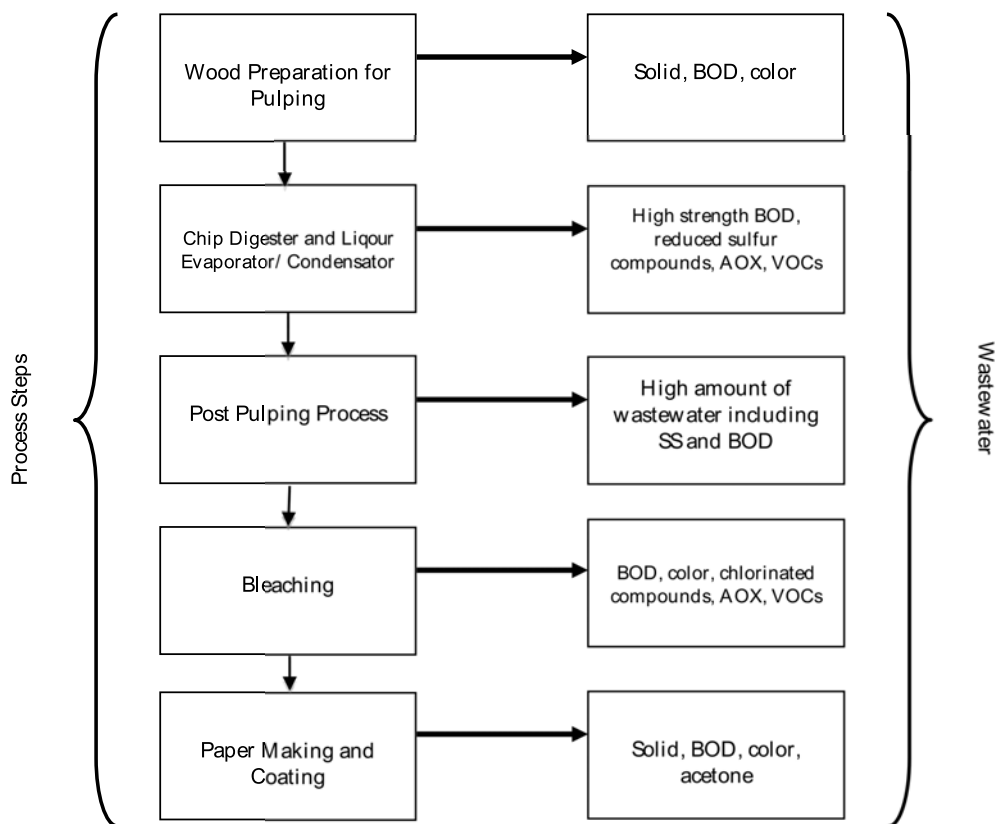 Process Steps
Wood Preparation for
Pulping
Solid, BOD, color
Chip Digester and Liqour
Evaporator/ Condensator
High strength BOD,
reduced sulfur
compounds, AOX, VOCs
Post Pulping Process
High amount of
wastewater including
SS and BOD
Bleaching
BOD, color, chlorinated
compounds, AOX, VOCs
Paper Making and
Coating
Solid, BOD, color,
acetone
Wastewater